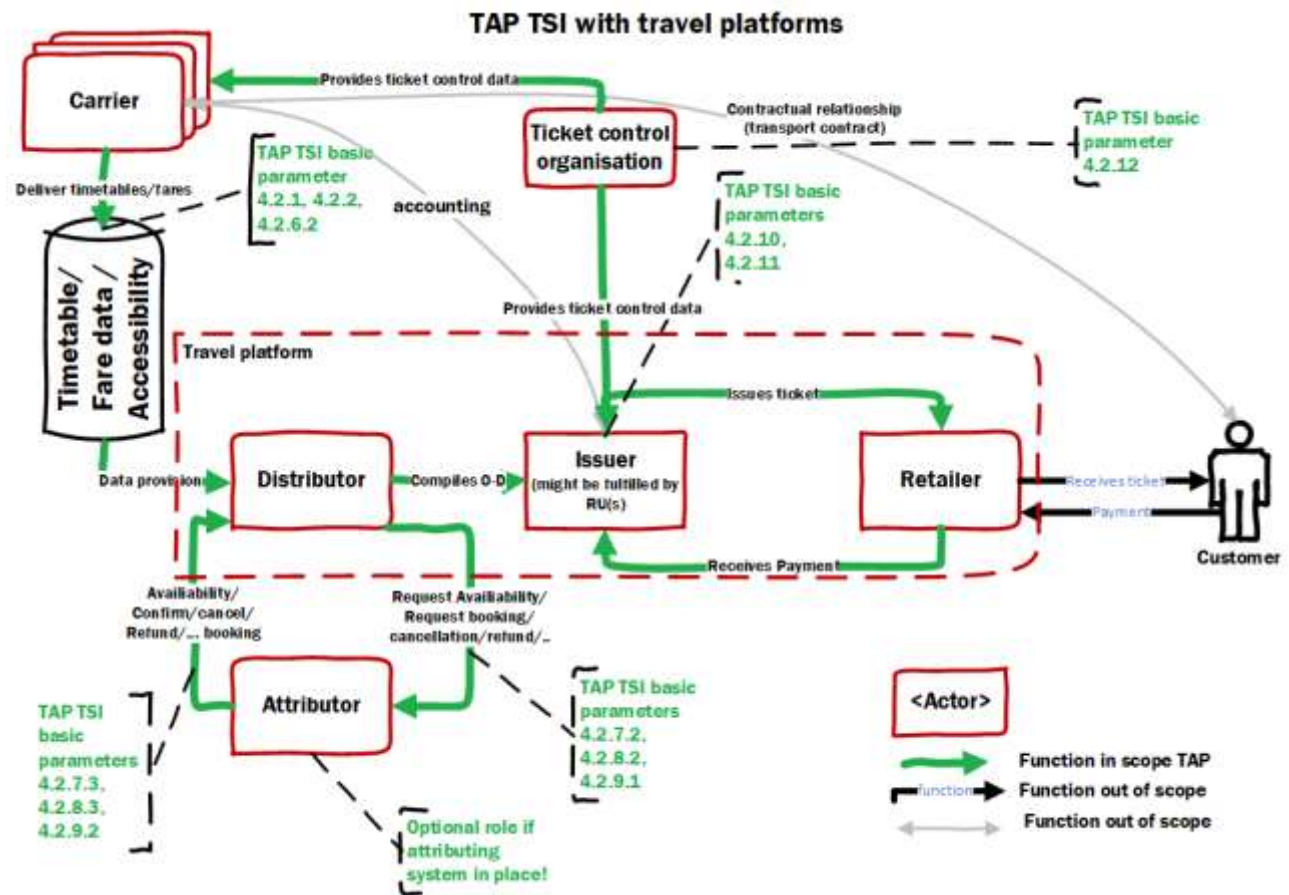 TAP TSI with travel platforms
Carrier
Provides ticket control data
Ticket control
organisation
Contractual relationship
(transport contract)
TAP TSI basic
parameter
4.2.12
Deliver timetables/fares
TAP TSI basic
parameter
4.2.1, 4.2.2,
4.2.6.2
accounting
TAP TSI basic
parameters
4.2.10,
4.2.11
Timetable/
Fare data /
Accessibility
Provides ticket control data
Travel platform
Issues ticket
Data provision
Distributor
Compiles O-D
Issuer
(might be fulfilled by
RU(s)
Retailer
Receives ticket
Payment
Customer
Receives Payment
Availiability/
Confirm/cancel/
Refund/... booking
Request Availiability/
Request booking/
cancellation/refund/..
Attributor
TAP TSI
basic
parameters
4.2.7.3,
4.2.8.3,
4.2.9.2
TAP TSI basic
parameters
4.2.7.2,
4.2.8.2,
4.2.9.1
Optional role if
attributing
system in place!
<Actor>
Function in scope TAP
function
Function out of scope
Function out of scope